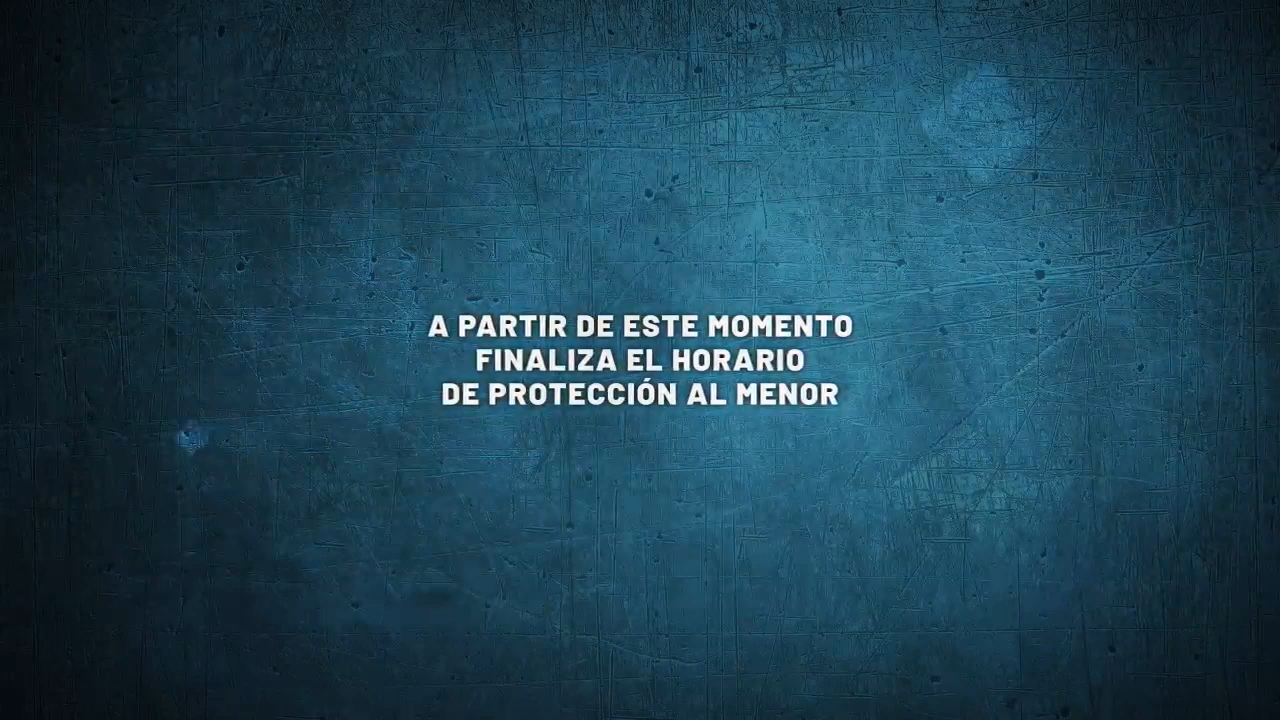 A PARTIR DE ESTE MOMENTO
FINALIZA EL HORARIO
DE PROTECCIÓN AL MENOR